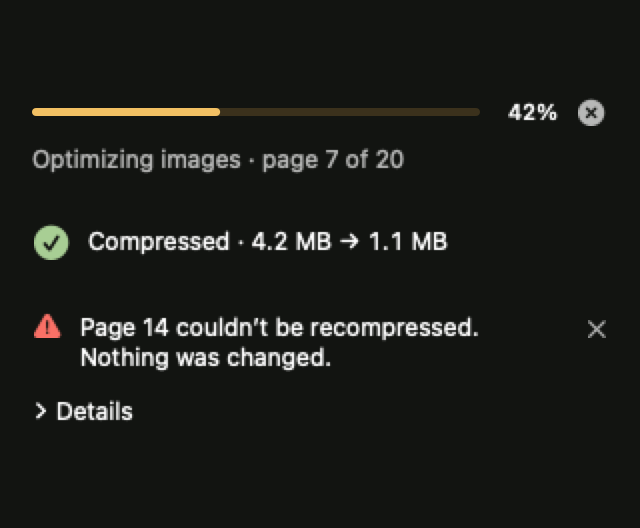 42%
Optimizing images · page 7 of 20
Compressed · 4.2 MB → 1.1 MB
Page 14 couldn’t be recompressed.
Nothing was changed.
Details